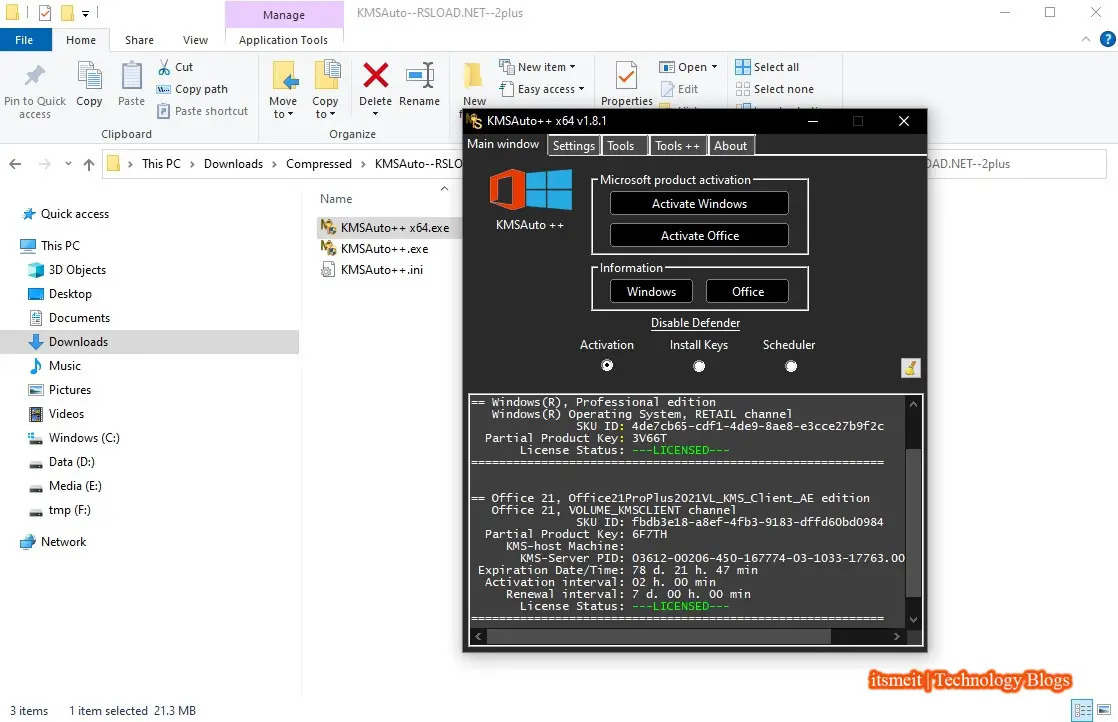 Manage
KMSAuto--RSLOAD.NET--2plus
File
Home
Share
View
Application Tools
Pin to Quick access
Copy
Paste
Cut
Copy path
Paste shortcut
Clipboard
Move to
Copy to
Delete
Rename
Organize
New
New item
Easy access
Properties
Open
Edit
Select all
Select none
This PC > Downloads > Compressed > KMSAuto--RSLO
OAD.NET--2plus
Name
KMSAuto++ x64.exe
KMSAuto++.exe
KMSAuto++.ini
Quick access
This PC
3D Objects
Desktop
Documents
Downloads
Music
Pictures
Videos
Windows (C:)
Data (D:)
Media (E:)
tmp (F:)
Network
KMSAuto++ x64 v1.8.1
Main window
Settings
Tools
Tools ++
About
KMSAuto ++
Microsoft product activation
Activate Windows
Activate Office
Information
Windows
Office
Disable Defender
Activation
Install Keys
Scheduler
== Windows(R), Professional edition
Windows(R) Operating System, RETAIL channel
SKU ID: 4de7cb65-cdf1-4de9-8ae8-e3cce27b9f2c
Partial Product Key: 3V66T
License Status: ---LICENSED---
============================================================
== Office 21, Office21ProPlus2021VL_KMS_Client_AE edition
Office 21, VOLUME_KMSCLIENT channel
SKU ID: fbdb3e18-a8ef-4fb3-9183-dffd60bd0984
Partial Product Key: 6F7TH
KMS-host Machine:
KMS-Server PID: 03612-00206-450-167774-03-1033-17763.00
Expiration Date/Time: 78 d. 21 h. 47 min
Activation interval: 02 h. 00 min
Renewal interval: 7 d. 00 h. 00 min
License Status: ---LICENSED---
============================================================
itsmeit | Technology Blogs
3 items
1 item selected 21.3 MB